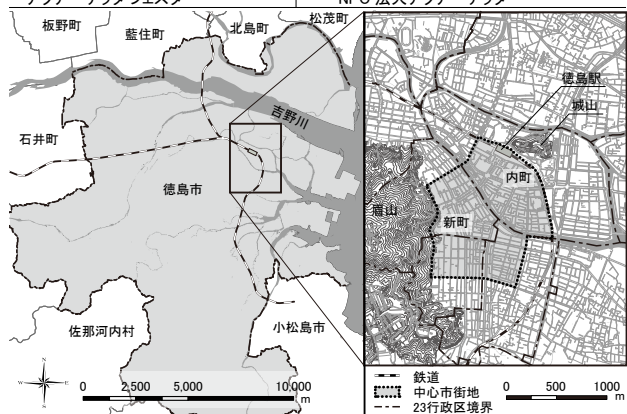 板野町
藍住町
北島町
松茂町
吉野川
石井町
徳島市
佐那河内村
小松島市
N
W
E
S
0 2,500 5,000 10,000
m
徳島駅
城山
内町
眉山
新町
鉄道
中心市街地
23行政区境界
0 500 1000
m